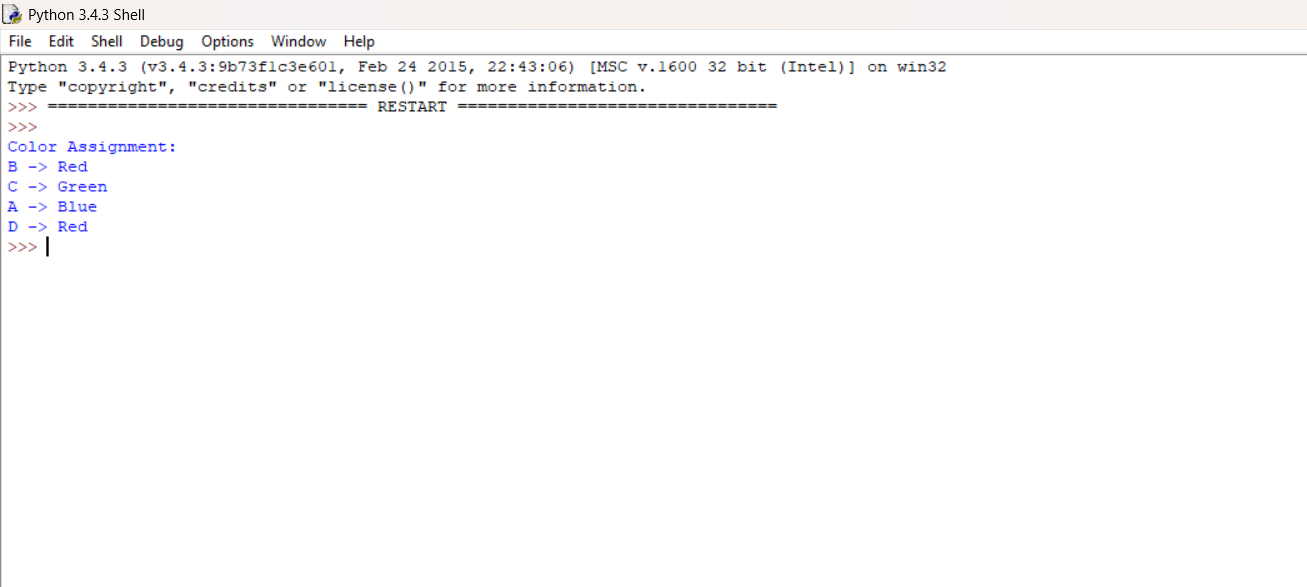 Python 3.4.3 Shell
File Edit Shell Debug Options Window Help
Python 3.4.3 (v3.4.3:9b73f1c3e601, Feb 24 2015, 22:43:06) [MSC v.1600 32 bit (Intel)] on win32
Type "copyright", "credits" or "license()" for more information.
>>> ================================ RESTART ================================
>>>
Color Assignment:
B -> Red
C -> Green
A -> Blue
D -> Red
>>>